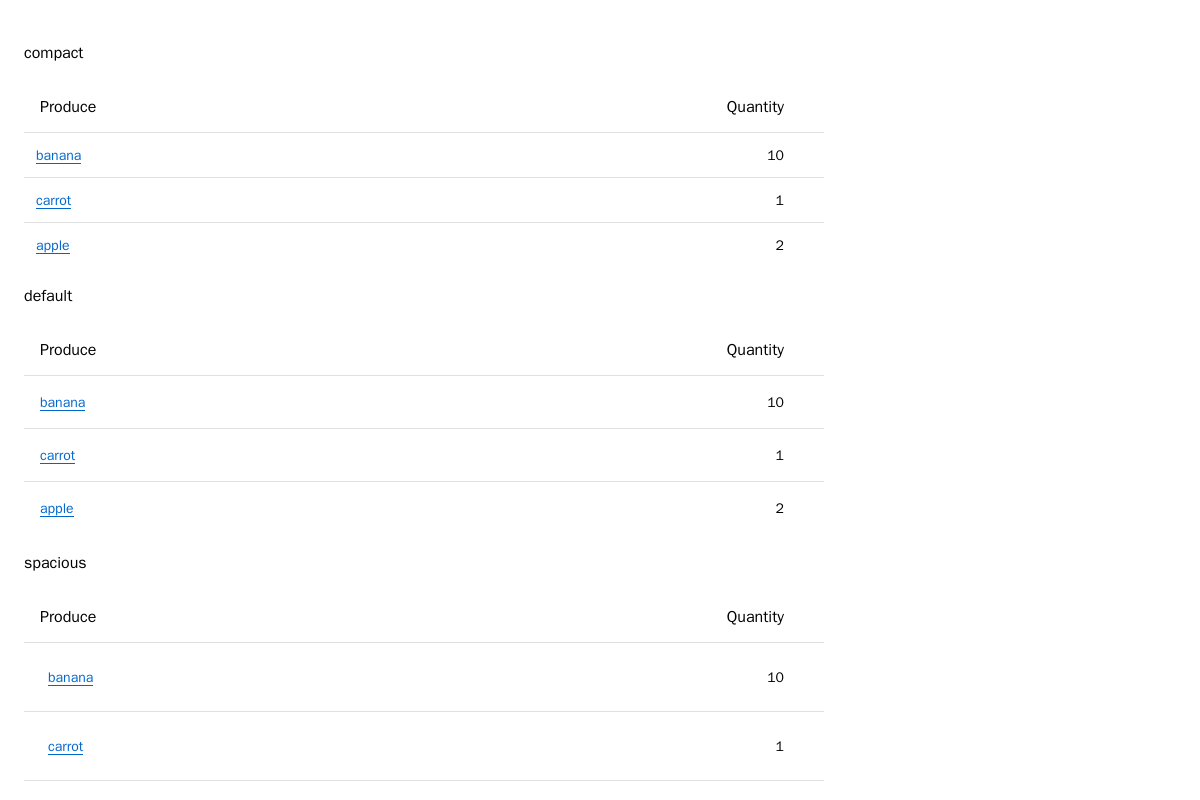 compact
Produce Quantity
banana 10
carrot 1
apple 2
default
Produce Quantity
banana 10
carrot 1
apple 2
spacious
Produce Quantity
banana 10
carrot 1